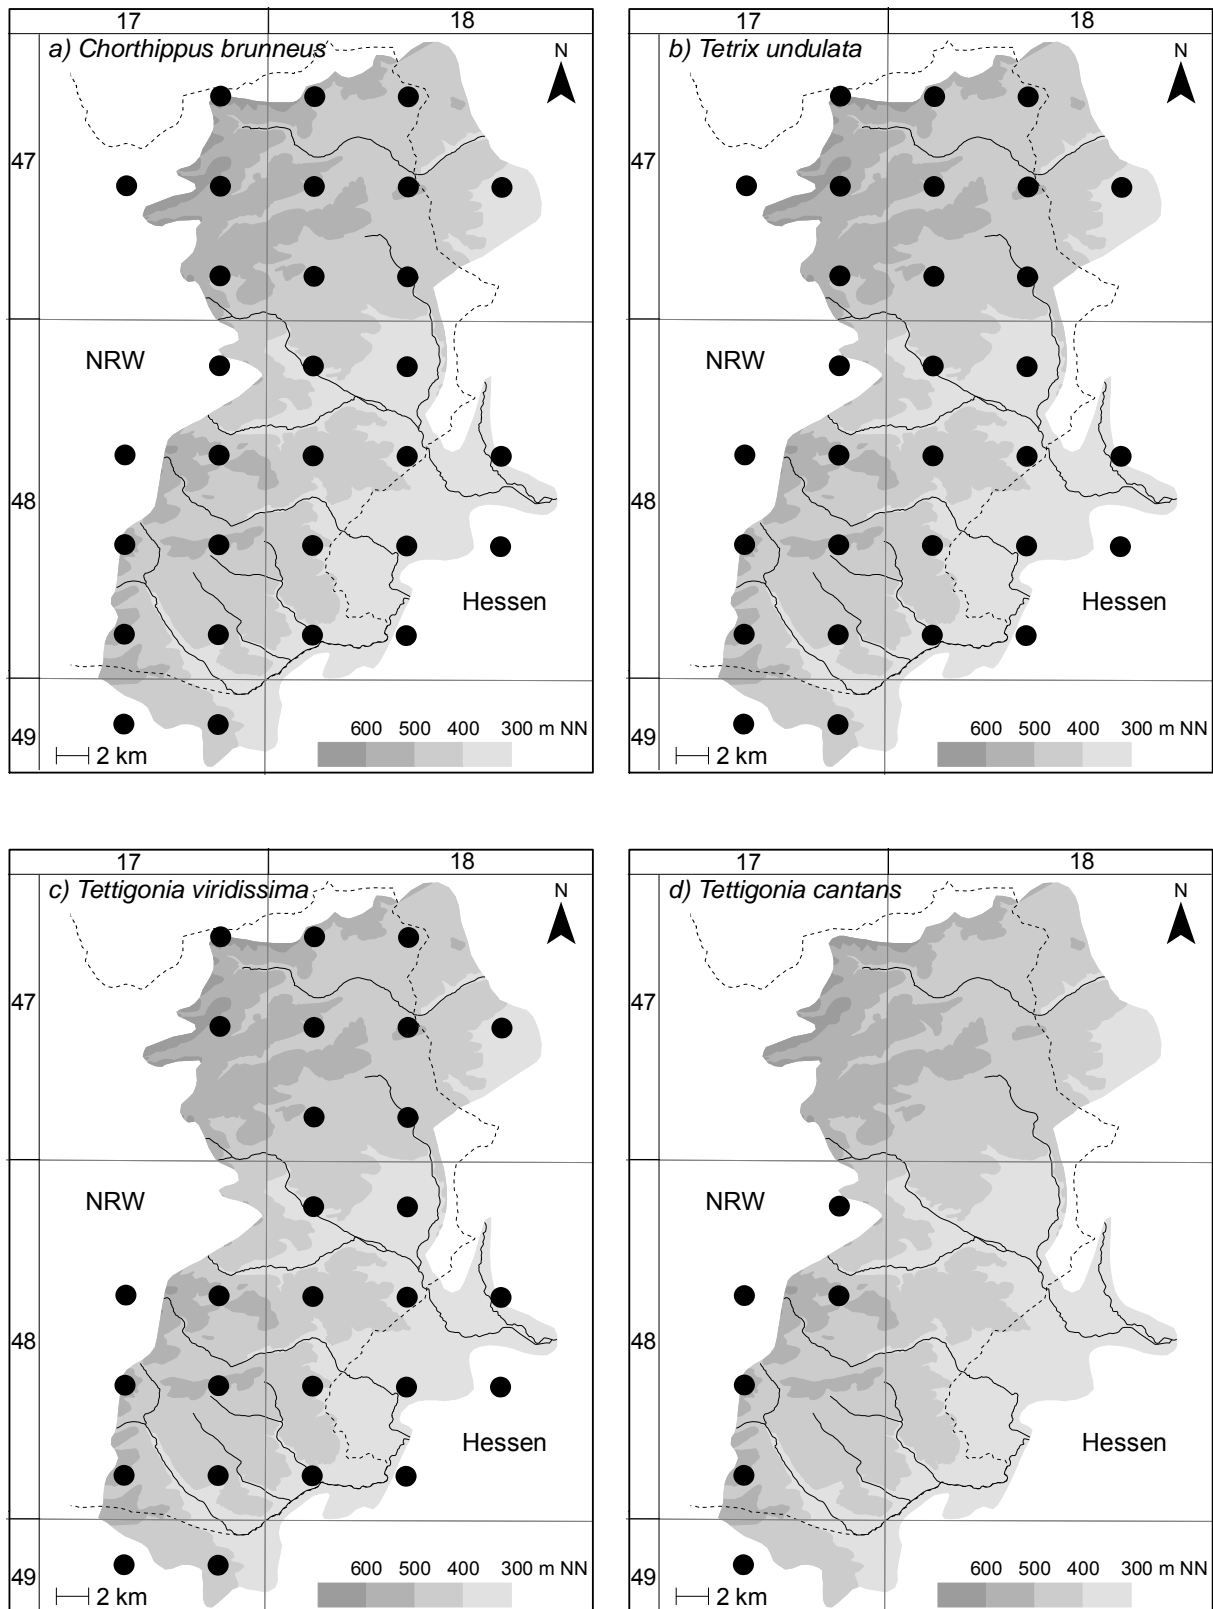 17 18
a) Chorthippus brunneus
N
47
NRW
48
Hessen
600 500 400 300 m NN
49
2 km
17 18
b) Tetrix undulata
N
NRW
Hessen
600 500 400 300 m NN
2 km
17 18
c) Tettigonia viridissima
N
47
NRW
48
Hessen
600 500 400 300 m NN
49
2 km
17 18
d) Tettigonia cantans
N
47
NRW
48
Hessen
600 500 400 300 m NN
49
2 km